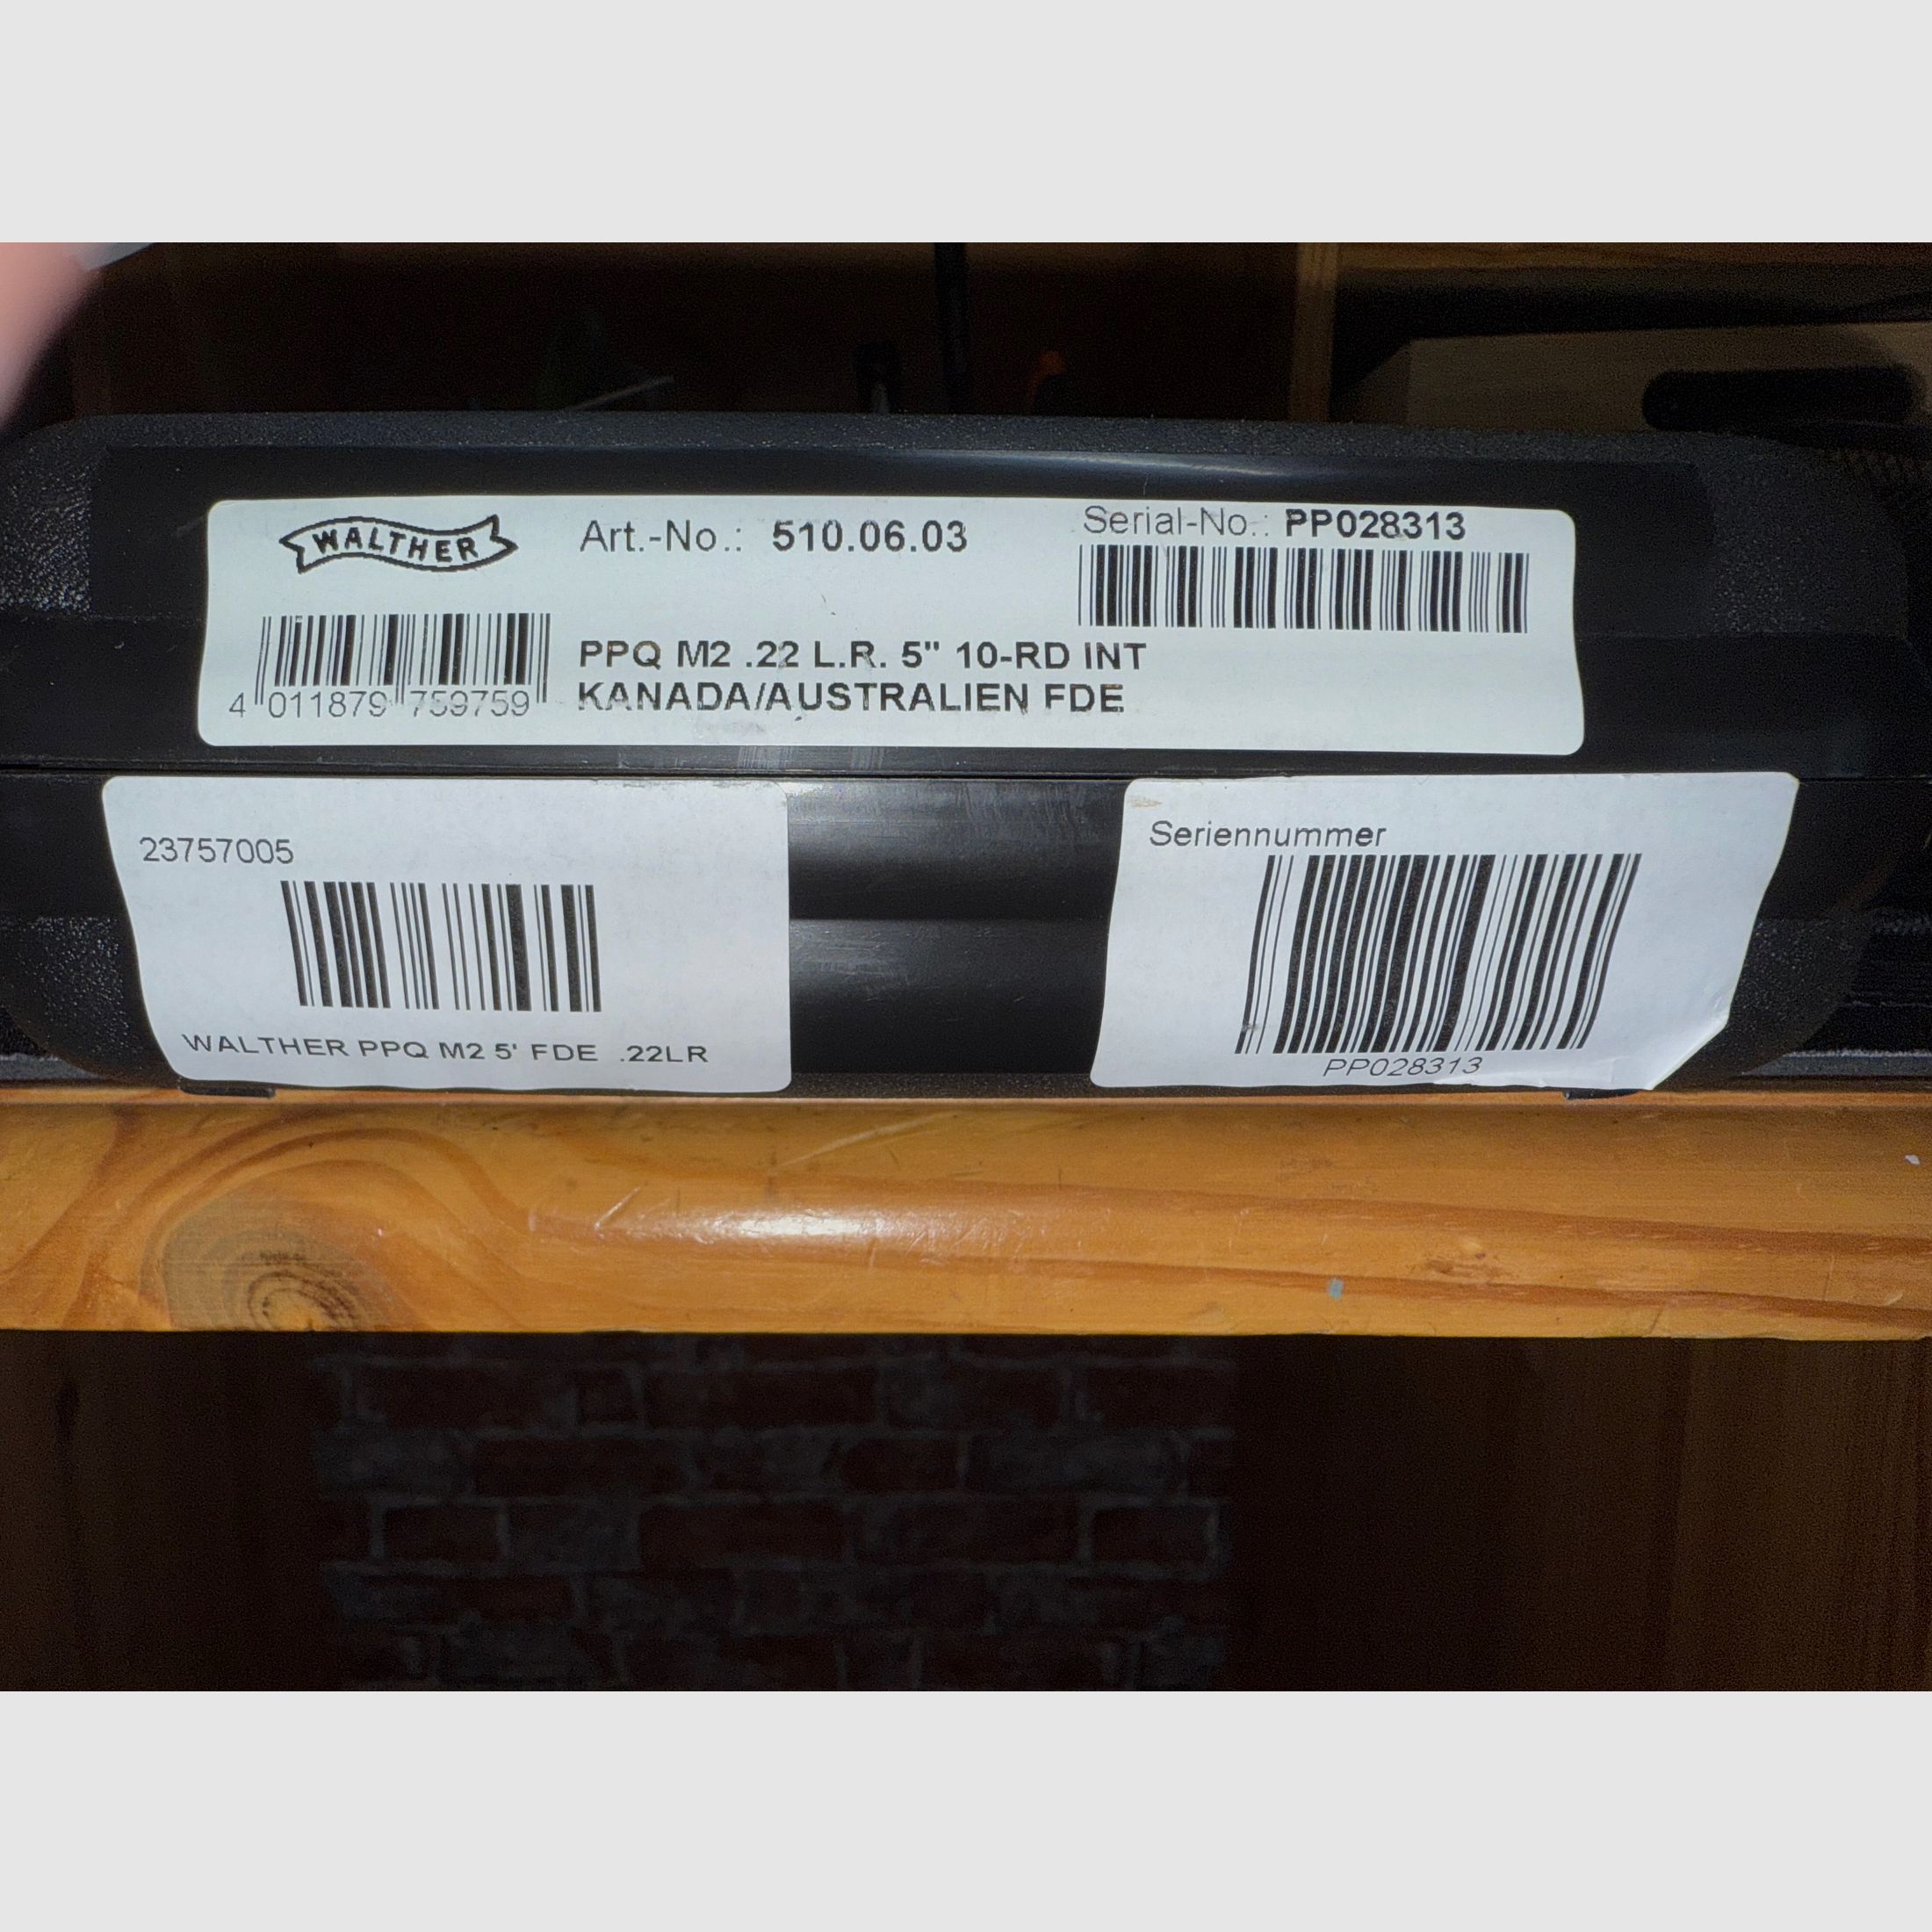 WALTHER
Art.-No.: 510.06.03
Serial-No.: PP028313
4 011879 759759
PPQ M2 .22 L.R. 5" 10-RD INT
KANADA/AUSTRALIEN FDE
23757005
WALTHER PPQ M2 5' FDE .22LR
Seriennummer
PP028313